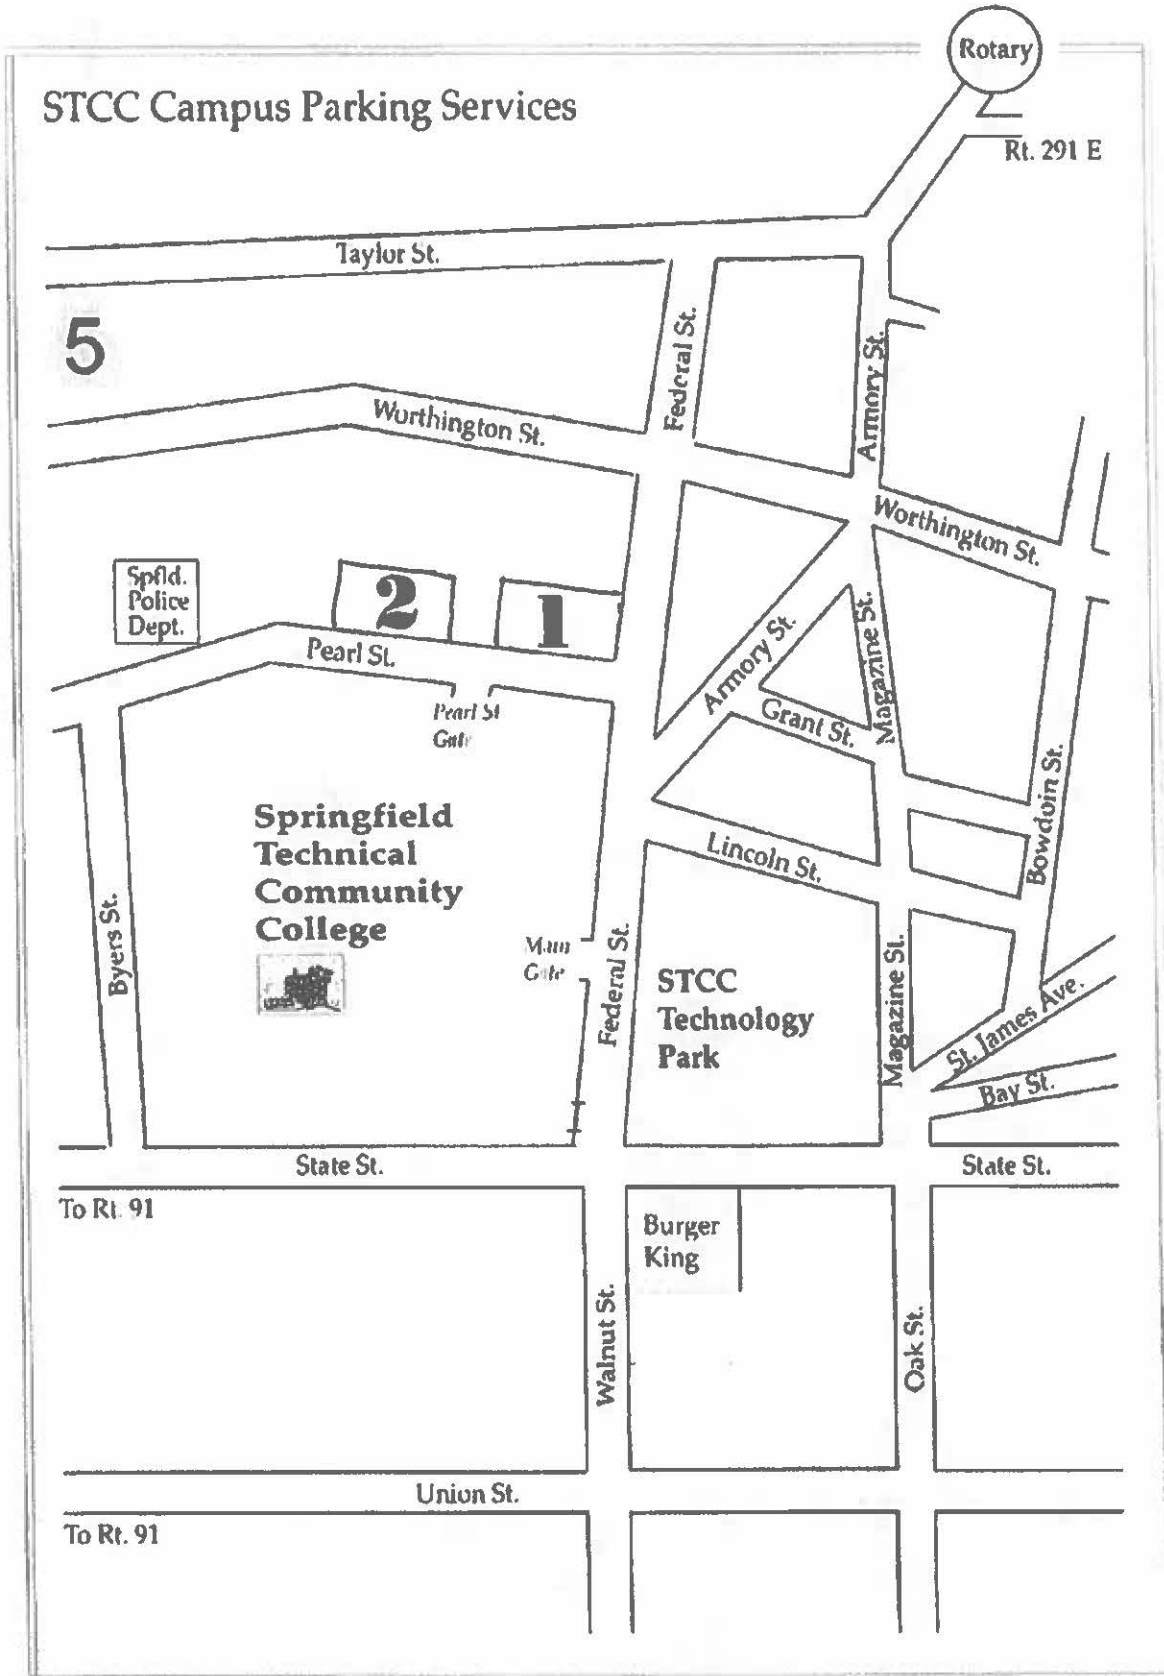 Rotary
STCC Campus Parking Services
Rt. 291 E
Taylor St.
5
Federal St.
Armory St.
Worthington St.
Worthington St.
Spfld.
Police
Dept.
2
1
Pearl St.
Armory St.
Magazine St.
Grant St.
Pearl St
Gate
Springfield
Technical
Community
College
Lincoln St.
Bowdoin St.
Byers St.
Main
Gate
Federal St.
STCC
Technology
Park
Magazine St.
St. James Ave.
Bay St.
State St.
State St.
To Rt. 91
Burger
King
Walnut St.
Oak St.
Union St.
To Rt. 91